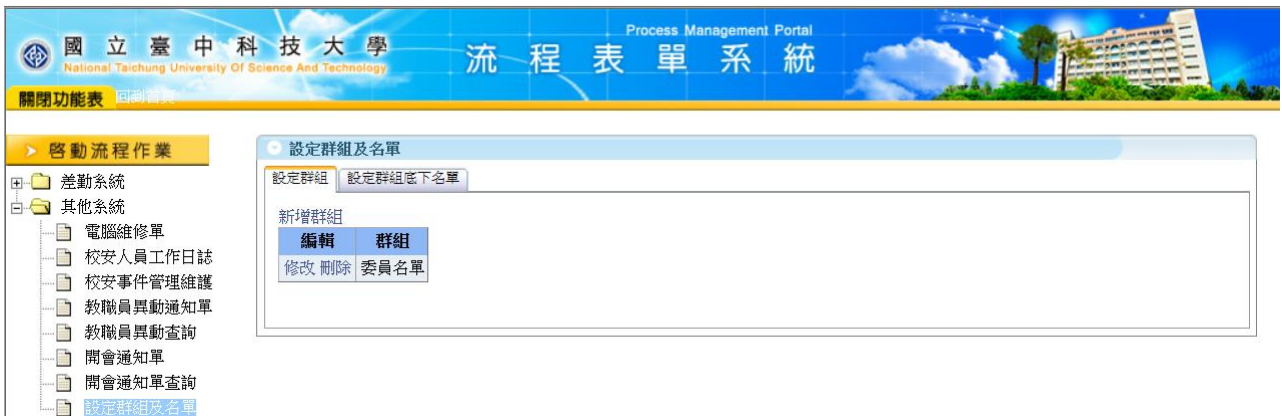 國立臺中科技大學
National Taichung University Of Science And Technology
Process Management Portal
流程表單系統
關閉功能表 回到首頁
啓動流程作業
差勤系統
其他系統
電腦維修單
校安人員工作日誌
校安事件管理維護
教職員異動通知單
教職員異動查詢
開會通知單
開會通知單查詢
設定群組及名單
設定群組及名單
設定群組 設定群組底下名單
新增群組
編輯 群組
修改 刪除 委員名單